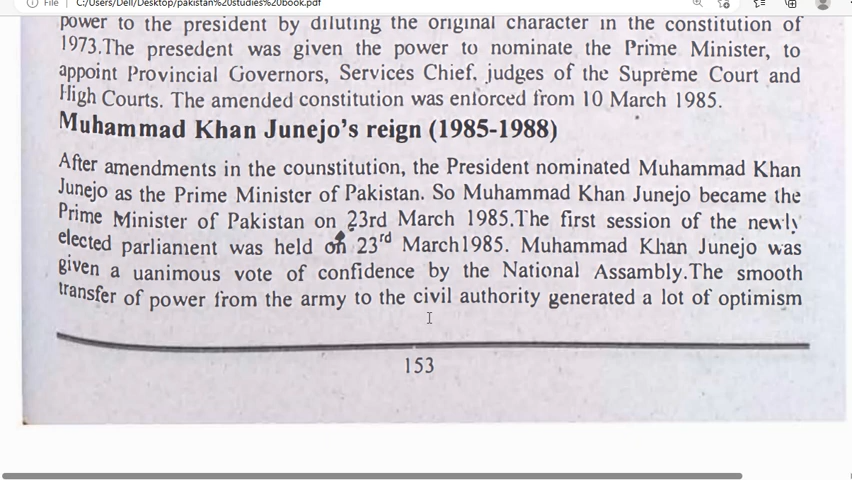 File
C:/Users/Dell/Desktop/pakistan%20studies%20book.pdf
power to the president by diluting the original character in the constitution of
1973.The presedent was given the power to nominate the Prime Minister, to
appoint Provincial Governors, Services Chief, judges of the Supreme Court and
High Courts. The amended constitution was enforced from 10 March 1985.
Muhammad Khan Junejo's reign (1985-1988)
After amendments in the counstitution, the President nominated Muhammad Khan
Junejo as the Prime Minister of Pakistan. So Muhammad Khan Junejo became the
Prime Minister of Pakistan on 23rd March 1985.The first session of the newly
elected parliament was held on 23rd March1985. Muhammad Khan Junejo was
given a uanimous vote of confidence by the National Assambly.The smooth
transfer of power from the army to the civil authority generated a lot of optimism
153